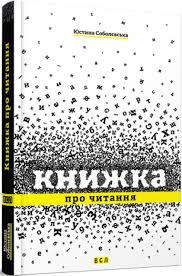 Юстина Соболевська
книжка
про читання
ВСЛ
Книжка про читання